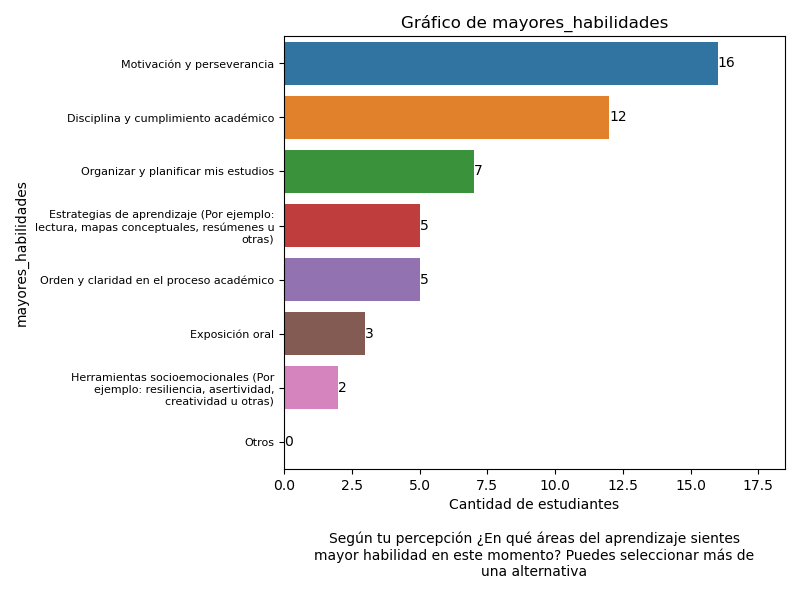 Gráfico de mayores_habilidades
mayores_habilidades
Motivación y perseverancia
16
Disciplina y cumplimiento académico
12
Organizar y planificar mis estudios
7
Estrategias de aprendizaje (Por ejemplo:
lectura, mapas conceptuales, resúmenes u
otras)
5
Orden y claridad en el proceso académico
5
Exposición oral
3
Herramientas socioemocionales (Por
ejemplo: resiliencia, asertividad,
creatividad u otras)
2
Otros
0
0.0 2.5 5.0 7.5 10.0 12.5 15.0 17.5
Cantidad de estudiantes
Según tu percepción ¿En qué áreas del aprendizaje sientes
mayor habilidad en este momento? Puedes seleccionar más de
una alternativa